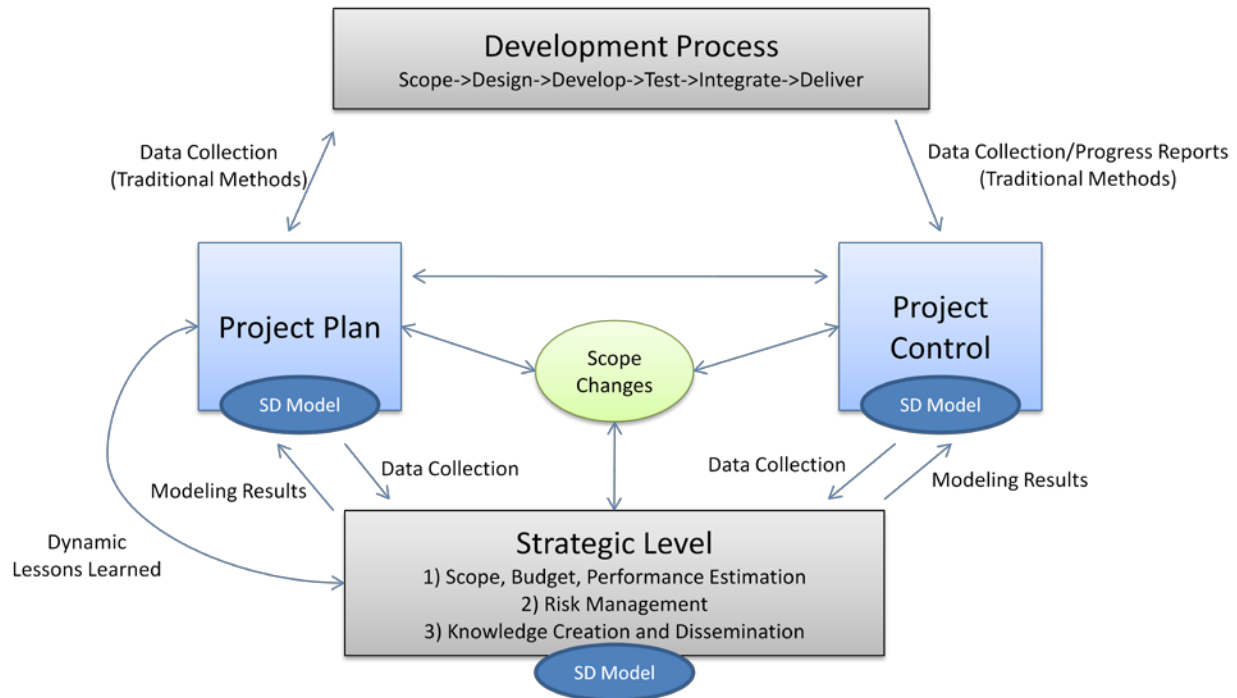 Development Process
Scope->Design->Develop->Test->Integrate->Deliver
Data Collection
(Traditional Methods)
Data Collection/Progress Reports
(Traditional Methods)
Project Plan
Project
Control
Scope
Changes
SD Model
SD Model
Data Collection
Modeling Results
Data Collection
Modeling Results
Dynamic
Lessons Learned
Strategic Level
1) Scope, Budget, Performance Estimation
2) Risk Management
3) Knowledge Creation and Dissemination
SD Model